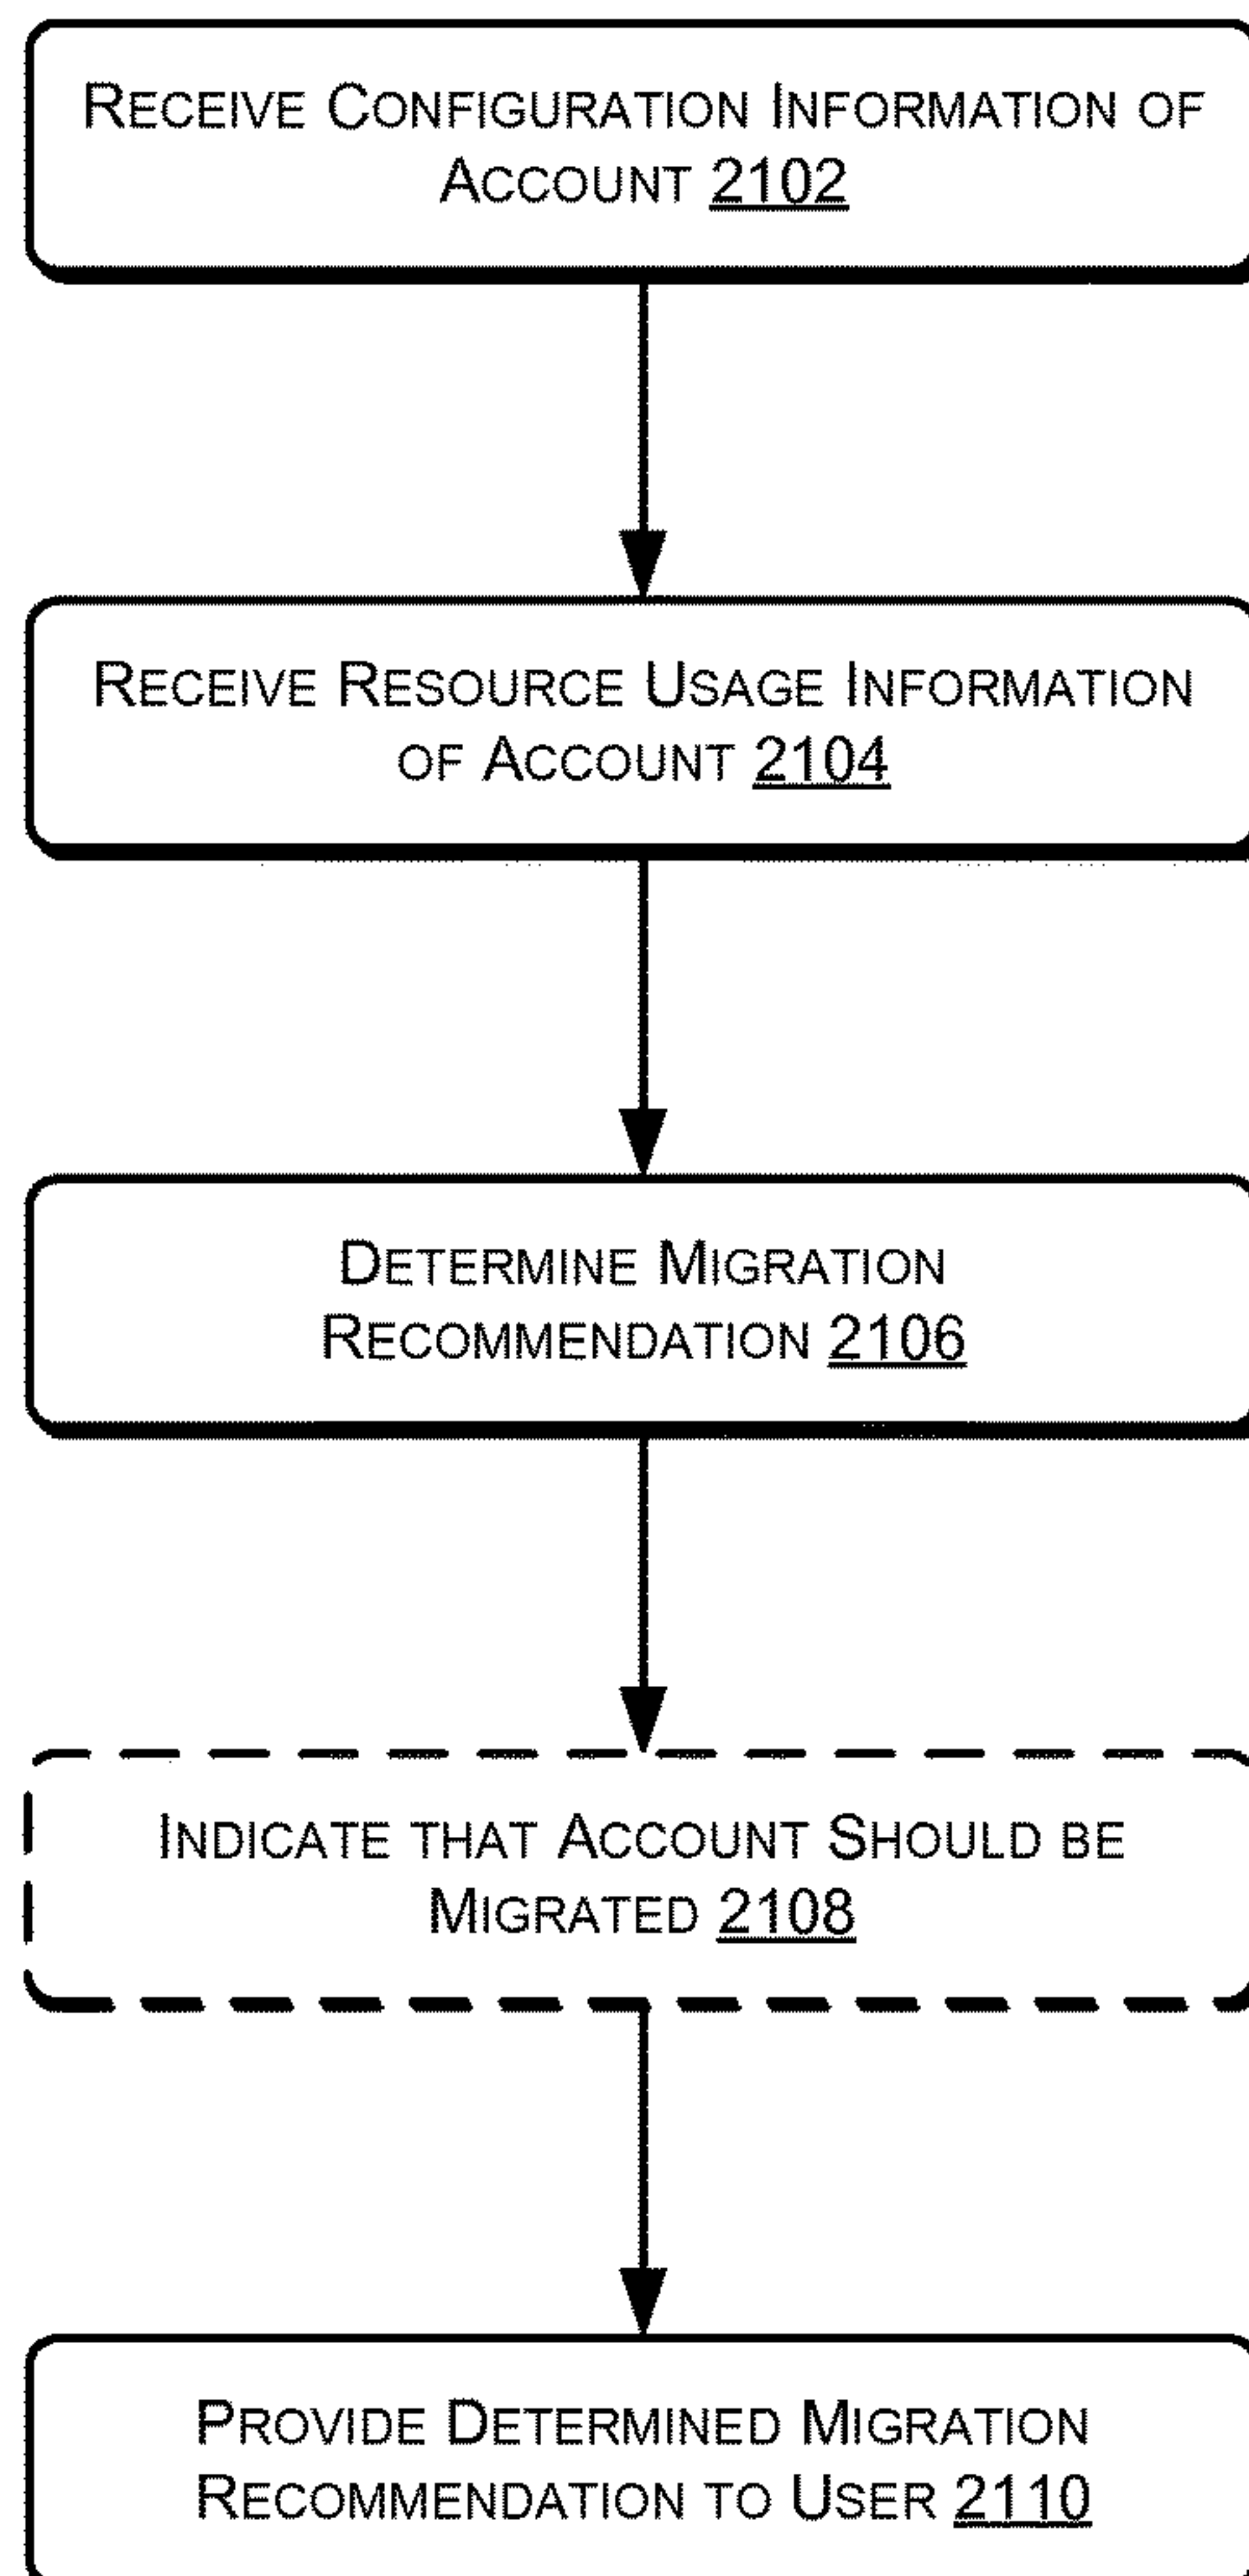 RECEIVE CONFIGURATION INFORMATION OF
ACCOUNT 2102
RECEIVE RESOURCE USAGE INFORMATION
OF ACCOUNT 2104
DETERMINE MIGRATION
RECOMMENDATION 2106
INDICATE THAT ACCOUNT SHOULD BE
MIGRATED 2108
PROVIDE DETERMINED MIGRATION
RECOMMENDATION TO USER 2110